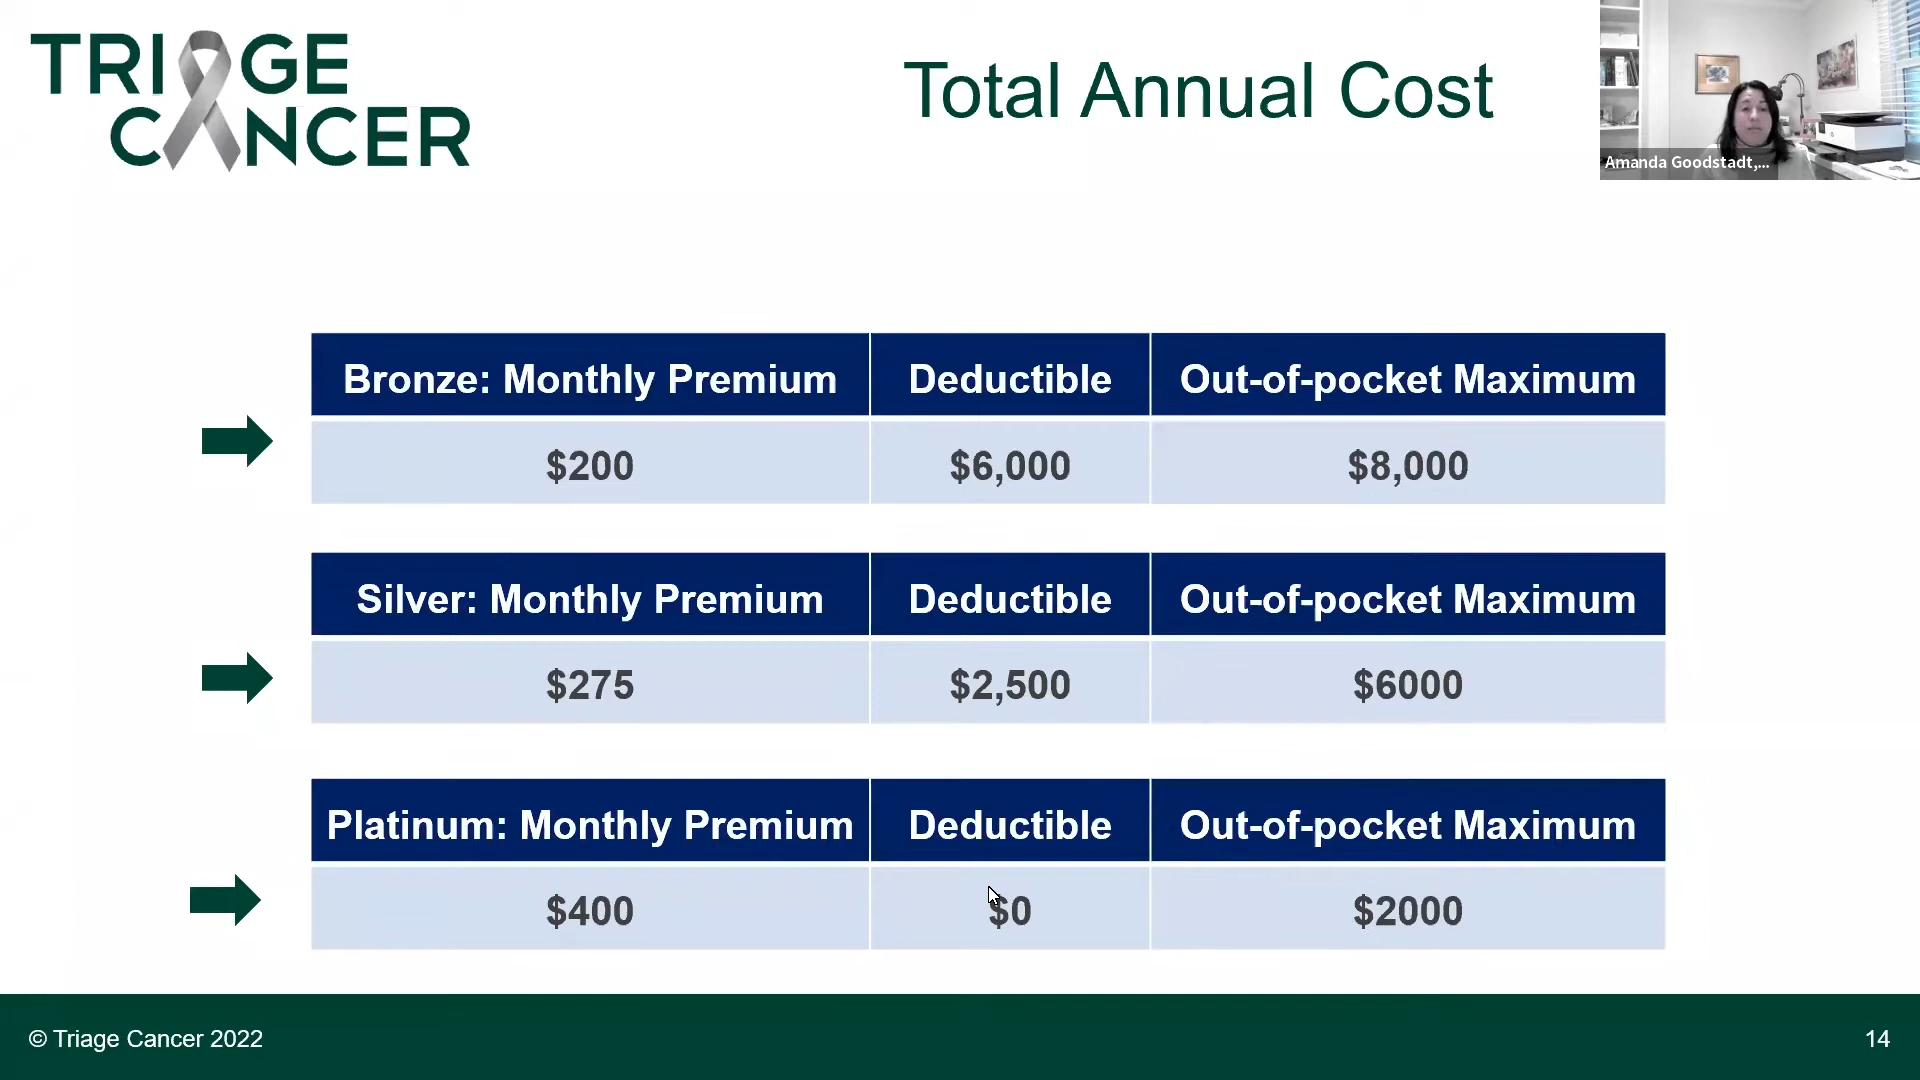 TRIAGE
CANCER
Total Annual Cost
Amanda Goodstadt,...
Bronze: Monthly Premium Deductible Out-of-pocket Maximum
$200 $6,000 $8,000
Silver: Monthly Premium Deductible Out-of-pocket Maximum
$275 $2,500 $6000
Platinum: Monthly Premium Deductible Out-of-pocket Maximum
$400 $0 $2000
© Triage Cancer 2022
14